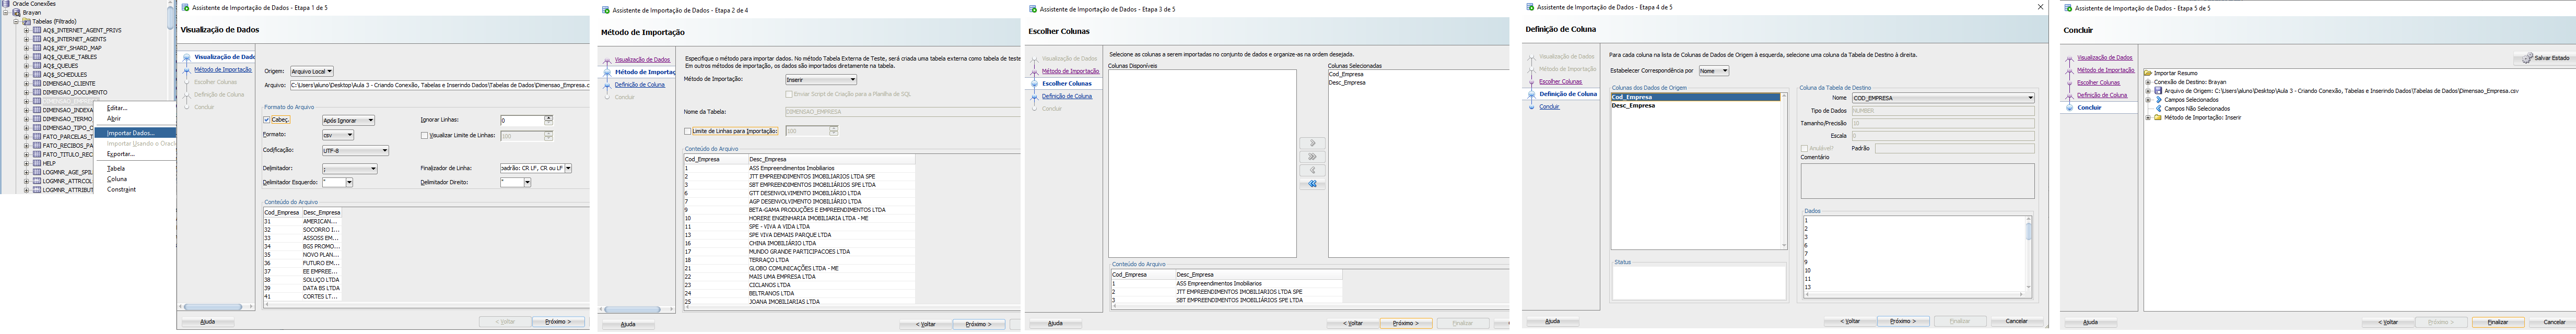 Oracle Conexões
Brayan
Tabelas (Filtrado)
AQ$_INTERNET_AGENT_PRIVS
AQ$_INTERNET_AGENTS
AQ$_KEY_SHARD_MAP
AQ$_QUEUE_TABLES
AQ$_QUEUES
AQ$_SCHEDULES
DIMENSAO_CLIENTE
DIMENSAO_DOCUMENTO
DIMENSAO_INDEXA
DIMENSAO_TERMO
DIMENSAO_TIPO_C
FATO_PARCELAS_T
FATO_RECIBOS_PA
FATO_TITULO_REC
HELP
LOGMNR_AGE_SPIL
LOGMNR_ATTRCOL
LOGMNR_ATTRIBUT
Editar...
Abrir
Importar Dados...
Importar Usando o Oracl
Exportar...
Tabela
Coluna
Constraint
Assistente de Importação de Dados - Etapa 1 de 5
Visualização de Dados
Visualização de Dado
Método de Importação
Escolher Colunas
Definição de Coluna
Concluir
Origem: Arquivo Local
Arquivo: C:\Users\aluno\Desktop\Aula 3 - Criando Conexão, Tabelas e Inserindo Dados\Tabelas de Dados\Dimensao_Empresa.c
Formato do Arquivo
Cabeç. Após Ignorar Ignorar Linhas: 0
Formato: csv Visualizar Limite de Linhas: 100
Codificação: UTF-8
Delimitador: ; Finalizador de Linha: padrão: CR LF, CR ou LF
Delimitador Esquerdo: " Delimitador Direito: "
Conteúdo do Arquivo
Cod_Empresa Desc_Empresa
31 AMERICAN...
32 SOCORRO I...
33 ASSOSS EM...
34 BGS PROMO...
35 NOVO PLAN...
36 FUTURO EM...
37 EE EMPREE...
38 SOLUÇO LTDA
39 DATA BS LTDA
41 CORTES LT...
Ajuda < Voltar Próximo >
Assistente de Importação de Dados - Etapa 2 de 4
Método de Importação
Visualização de Dados
Método de Importaç
Definição de Coluna
Concluir
Especifique o método para importar dados. No método Tabela Externa de Teste, será criada uma tabela externa como tabela de teste
Em outros métodos de importação, os dados são importados diretamente na tabela.
Método de Importação: Inserir
Enviar Script de Criação para a Planilha de SQL
Nome da Tabela: DIMENSAO_EMPRESA
Limite de Linhas para Importação: 100
Conteúdo do Arquivo
Cod_Empresa Desc_Empresa
1 ASS Empreendimentos Imobiliarios
2 JTT EMPREENDIMENTOS IMOBILIARIOS LTDA SPE
3 SBT EMPREENDIMENTOS IMOBILIÁRIOS SPE LTDA
6 GTT DESENVOLVIMENTO IMOBILIÁRIO LTDA
7 AGP DESENVOLVIMENTO IMOBILIÁRIO LTDA
9 BETA-GAMA PRODUÇÕES E EMPREENDIMENTOS LTDA
10 HORERE ENGENHARIA IMOBILIARIA LTDA - ME
11 SPE - VIVA A VIDA LTDA
13 SPE VIVA DEMAIS PARQUE LTDA
16 CHINA IMOBILIÁRIO LTDA
17 MUNDO GRANDE PARTICIPACOES LTDA
18 TERRAÇO LTDA
21 GLOBO COMUNICAÇÕES LTDA - ME
22 MAIS UMA EMPRESA LTDA
23 CICLANOS LTDA
24 BELTRANOS LTDA
25 JOANA IMOBILIARIAS LTDA
Ajuda < Voltar Próximo >
Assistente de Importação de Dados - Etapa 3 de 5
Escolher Colunas
Visualização de Dados
Método de Importação
Escolher Colunas
Definição de Coluna
Concluir
Selecione as colunas a serem importadas no conjunto de dados e organize-as na ordem desejada.
Colunas Disponíveis Colunas Selecionadas
Cod_Empresa
Desc_Empresa
Conteúdo do Arquivo
Cod_Empresa Desc_Empresa
1 ASS Empreendimentos Imobiliarios
2 JTT EMPREENDIMENTOS IMOBILIARIOS LTDA SPE
3 SBT EMPREENDIMENTOS IMOBILIÁRIOS SPE LTDA
Ajuda < Voltar Próximo > Finalizar
Assistente de Importação de Dados - Etapa 4 de 5
Definição de Coluna
Visualização de Dados
Método de Importação
Escolher Colunas
Definição de Coluna
Concluir
Para cada coluna na lista de Colunas de Dados de Origem à esquerda, selecione uma coluna da Tabela de Destino à direita.
Estabelecer Correspondência por Nome
Colunas dos Dados de Origem
Cod_Empresa
Desc_Empresa
Status
Coluna da Tabela de Destino
Nome COD_EMPRESA
Tipo de Dados NUMBER
Tamanho/Precisão 10
Escala 0
Anulável? Padrão
Comentário
Dados
1
2
3
6
7
9
10
11
13
Ajuda < Voltar Próximo > Finalizar Cancelar
Assistente de Importação de Dados - Etapa 5 de 5
Concluir
Visualização de Dados
Método de Importação
Escolher Colunas
Definição de Coluna
Concluir
Salvar Estado
Importar Resumo
Conexão de Destino: Brayan
Arquivo de Origem: C:\Users\aluno\Desktop\Aula 3 - Criando Conexão, Tabelas e Inserindo Dados\Tabelas de Dados\Dimensao_Empresa.csv
Campos Selecionados
Campos Não Selecionados
Método de Importação: Inserir
Ajuda < Voltar Próximo > Finalizar Cancelar